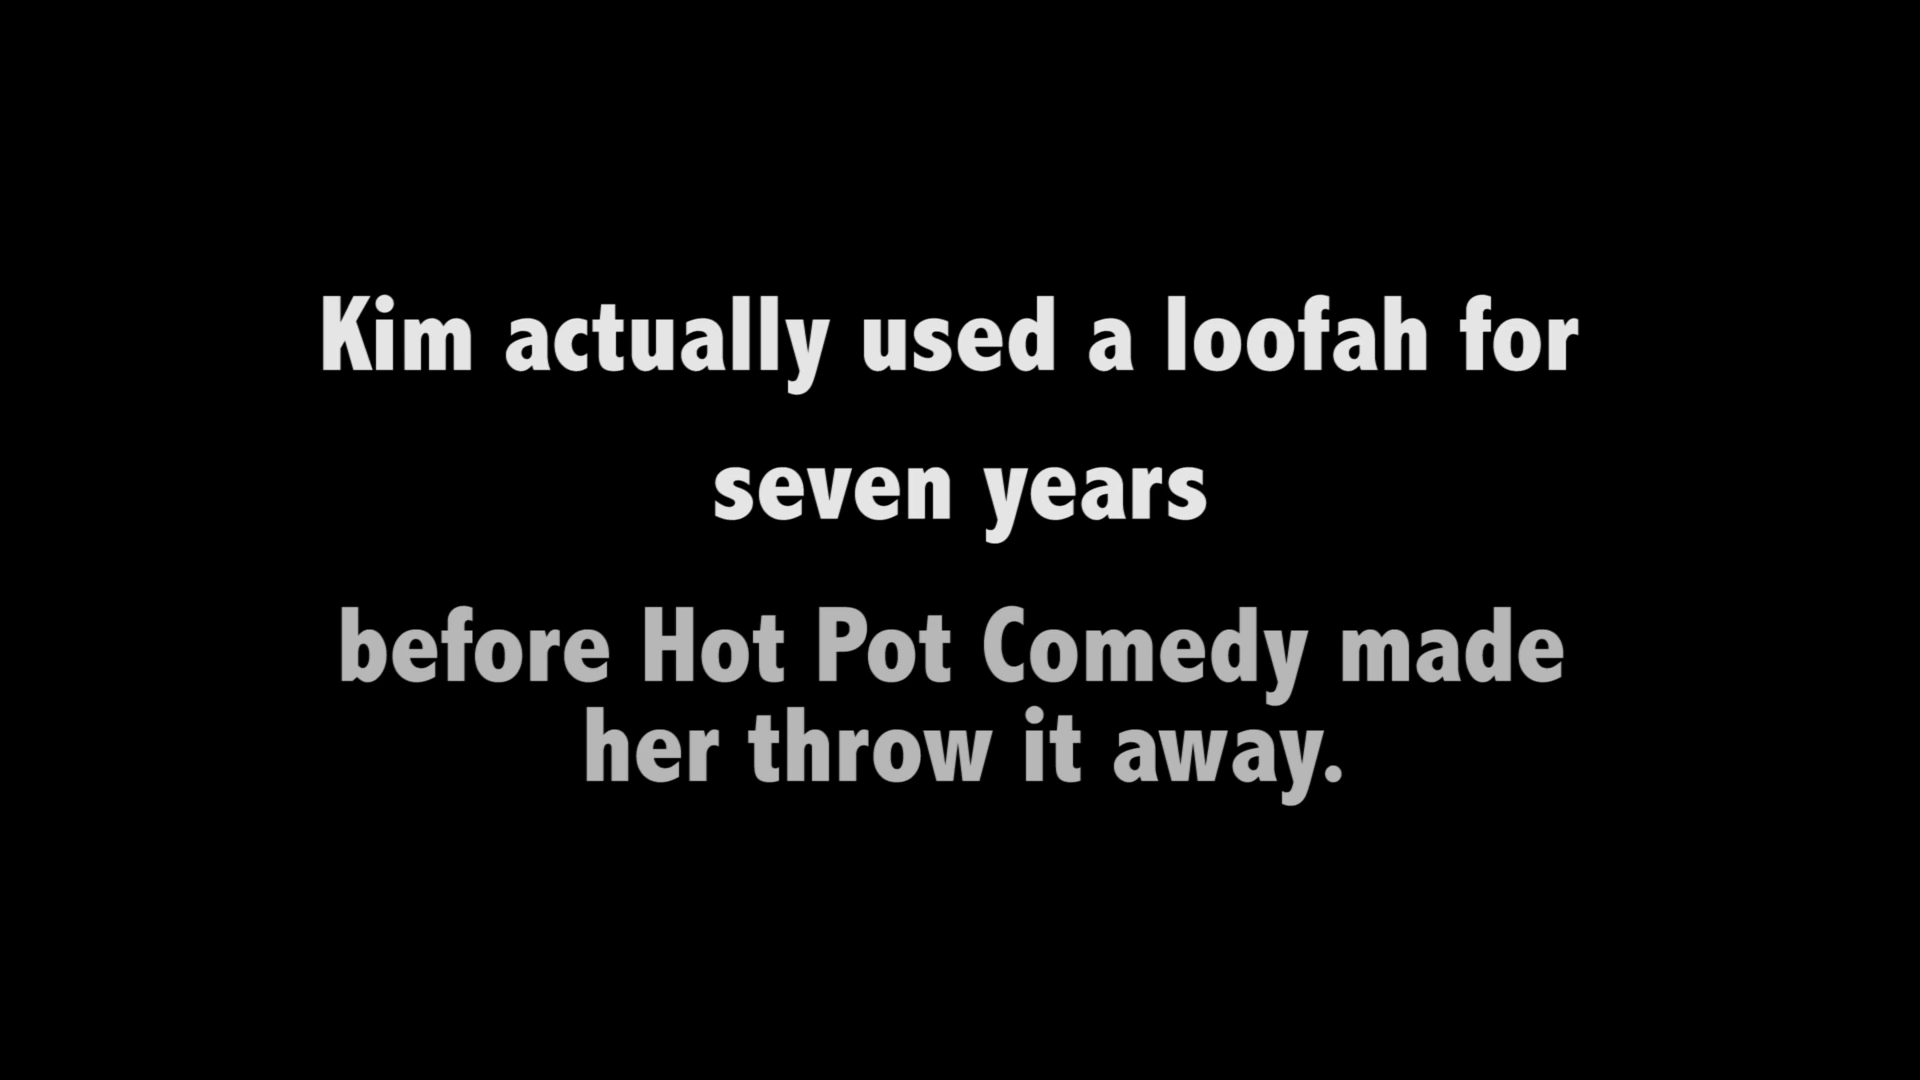 Kim actually used a loofah for
seven years
before Hot Pot Comedy made
her throw it away.